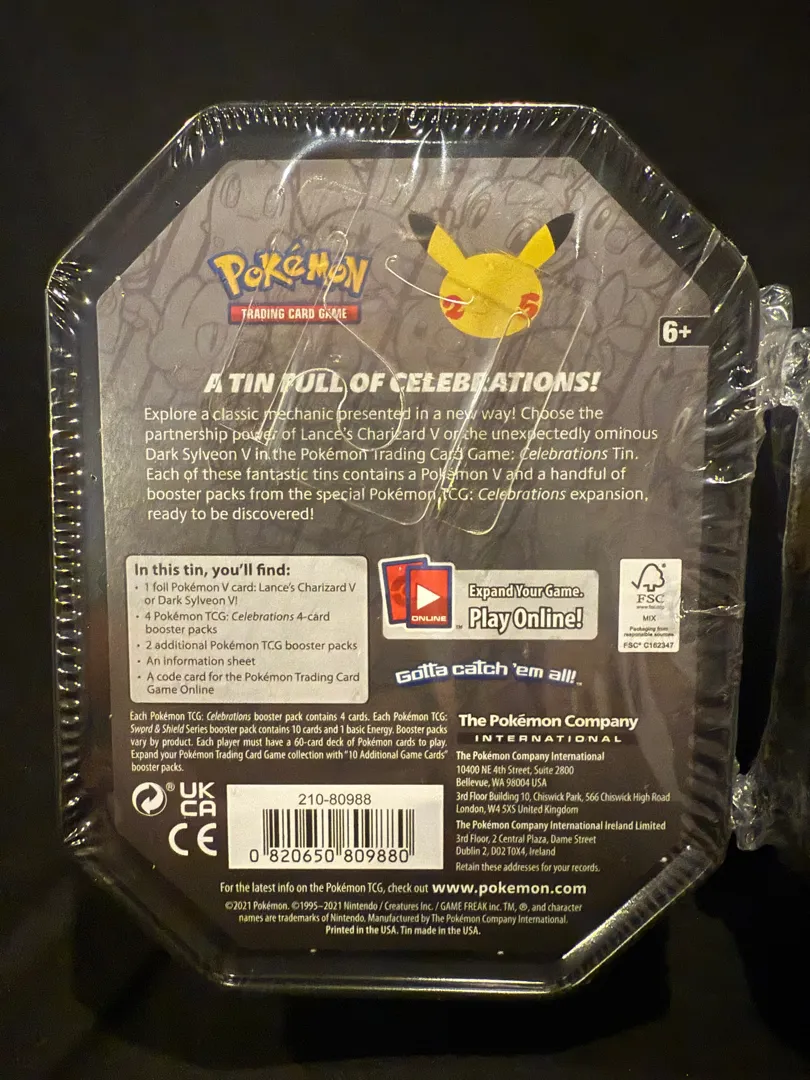 POKéMON
TRADING CARD GAME
25
6+
A TIN FULL OF CELEBRATIONS!
Explore a classic mechanic presented in a new way! Choose the
partnership power of Lance's Charizard V or the unexpectedly ominous
Dark Sylveon V in the Pokémon Trading Card Game: Celebrations Tin.
Each of these fantastic tins contains a Pokémon V and a handful of
booster packs from the special Pokémon TCG: Celebrations expansion,
ready to be discovered!
In this tin, you'll find:
• 1 foil Pokémon V card: Lance's Charizard V
or Dark Sylveon V!
• 4 Pokémon TCG: Celebrations 4-card
booster packs
• 2 additional Pokémon TCG booster packs
• An information sheet
• A code card for the Pokémon Trading Card
Game Online
ONLINE ™
Expand Your Game.
Play Online!
FSC
www.fsc.org
MIX
Packaging from
responsible sources
FSC® C162347
Gotta catch 'em all!™
Each Pokémon TCG: Celebrations booster pack contains 4 cards. Each Pokémon TCG:
Sword & Shield Series booster pack contains 10 cards and 1 basic Energy. Booster packs
vary by product. Each player must have a 60-card deck of Pokémon cards to play.
Expand your Pokémon Trading Card Game collection with "10 Additional Game Cards"
booster packs.
The Pokémon Company
INTERNATIONAL
The Pokémon Company International
10400 NE 4th Street, Suite 2800
Bellevue, WA 98004 USA
3rd Floor Building 10, Chiswick Park, 566 Chiswick High Road
London, W4 5XS United Kingdom
The Pokémon Company International Ireland Limited
3rd Floor, 2 Central Plaza, Dame Street
Dublin 2, D02 T0X4, Ireland
Retain these addresses for your records.
® UK
CA
CE
210-80988
0 820650 809880
For the latest info on the Pokémon TCG, check out www.pokemon.com
©2021 Pokémon. ©1995–2021 Nintendo / Creatures Inc. / GAME FREAK inc. TM, ®, and character
names are trademarks of Nintendo. Manufactured by The Pokémon Company International.
Printed in the USA. Tin made in the USA.